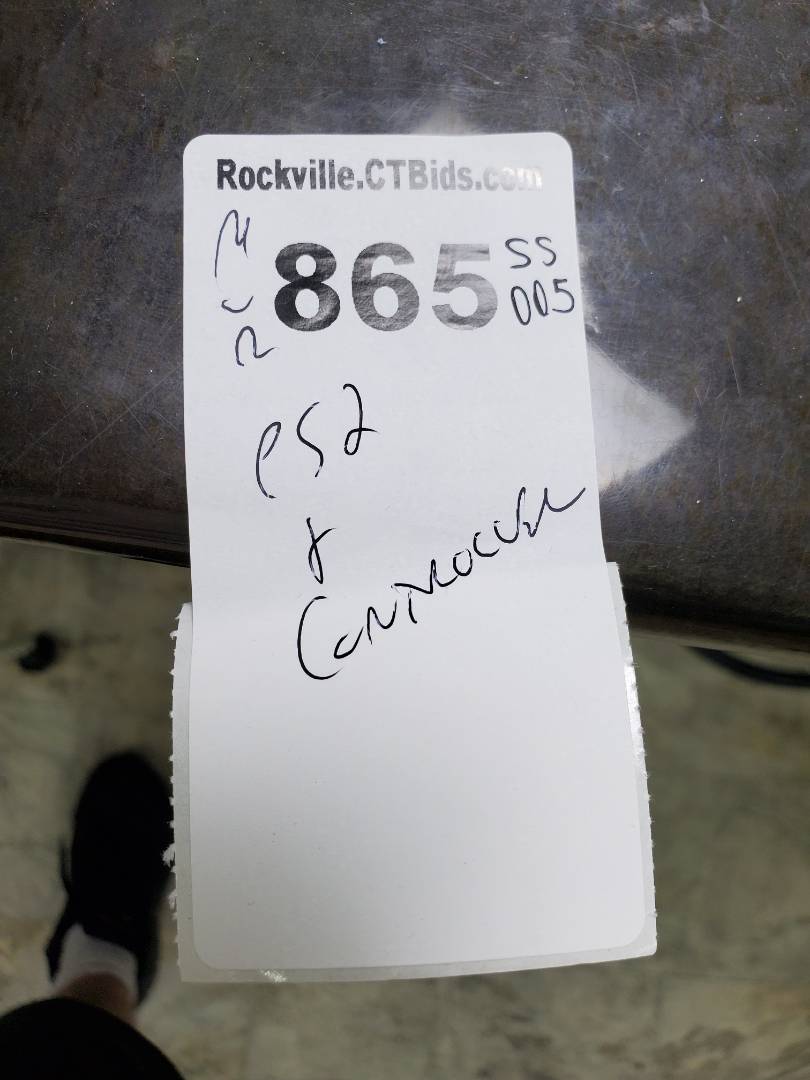 Rockville.CTBids.com
865
SS
005
PS2
&
CONTROLLER